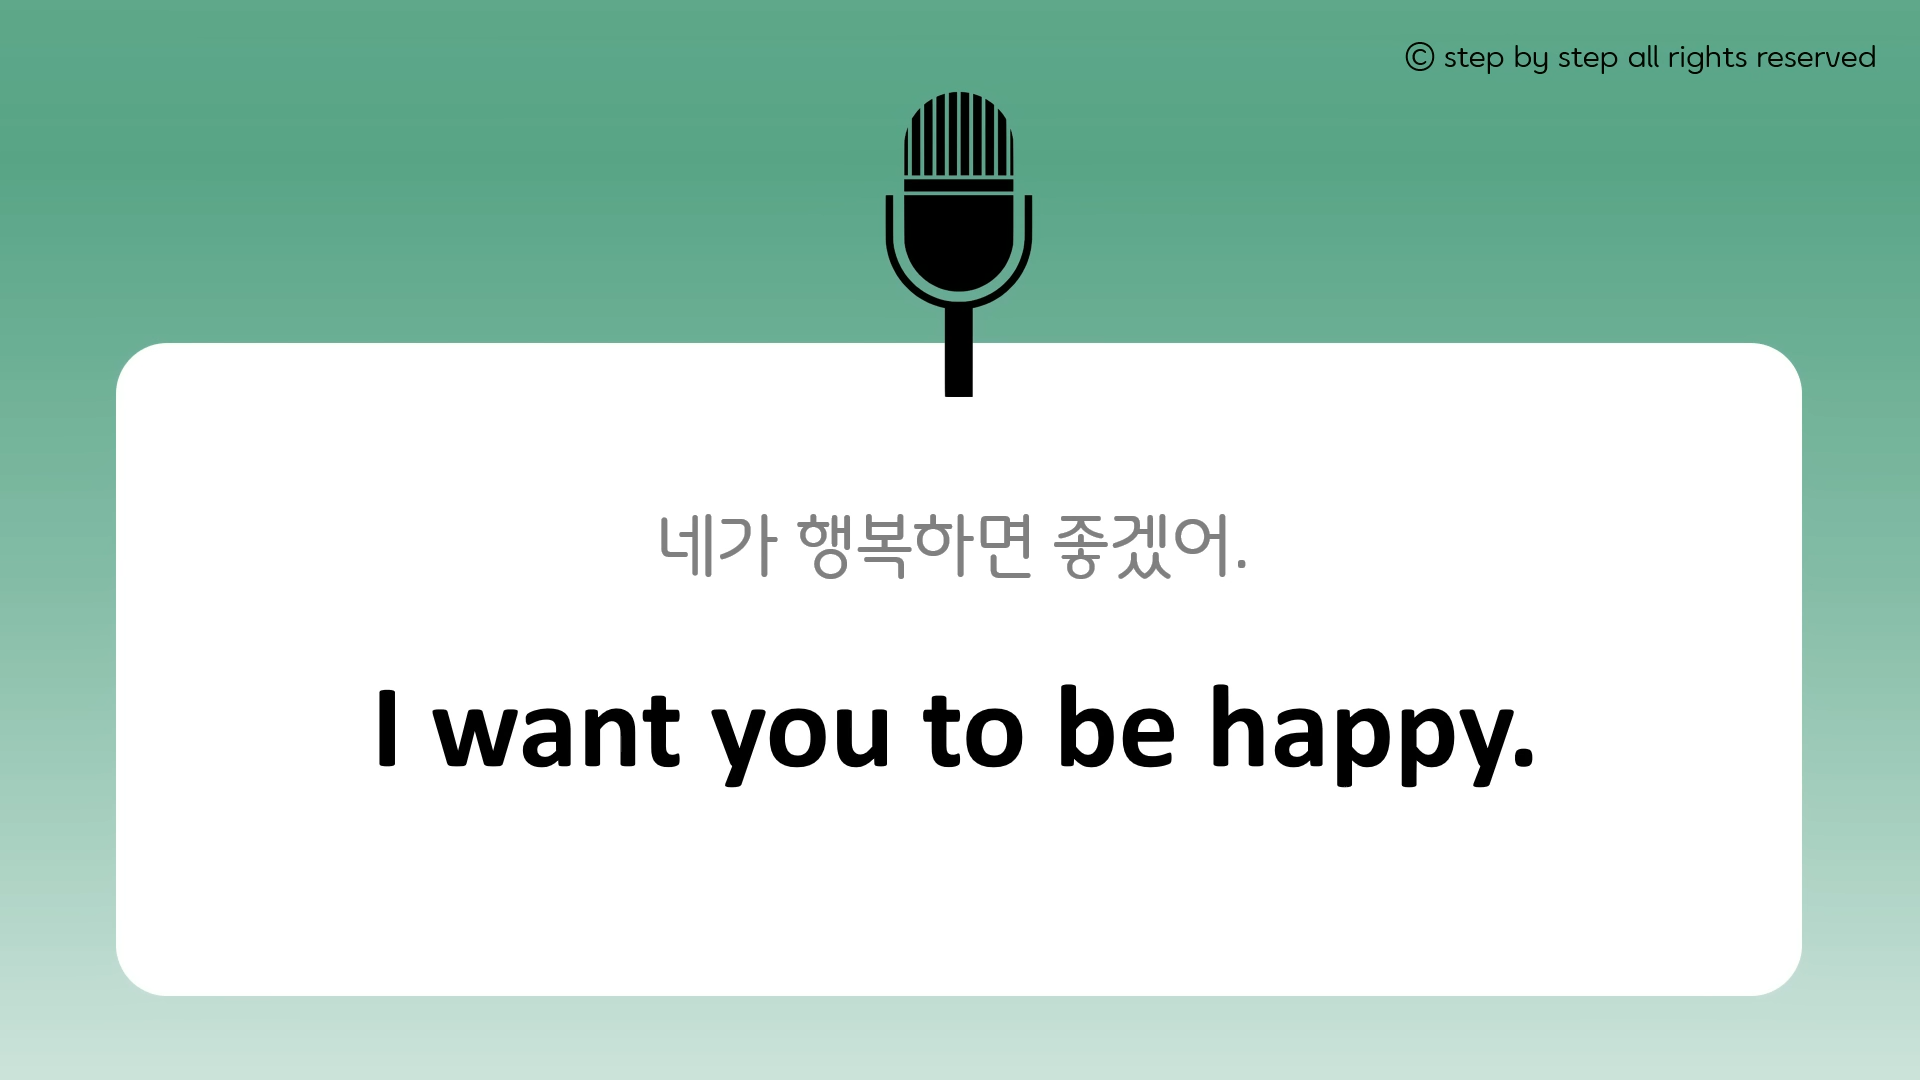 © step by step all rights reserved
네가 행복하면 좋겠어.
I want you to be happy.